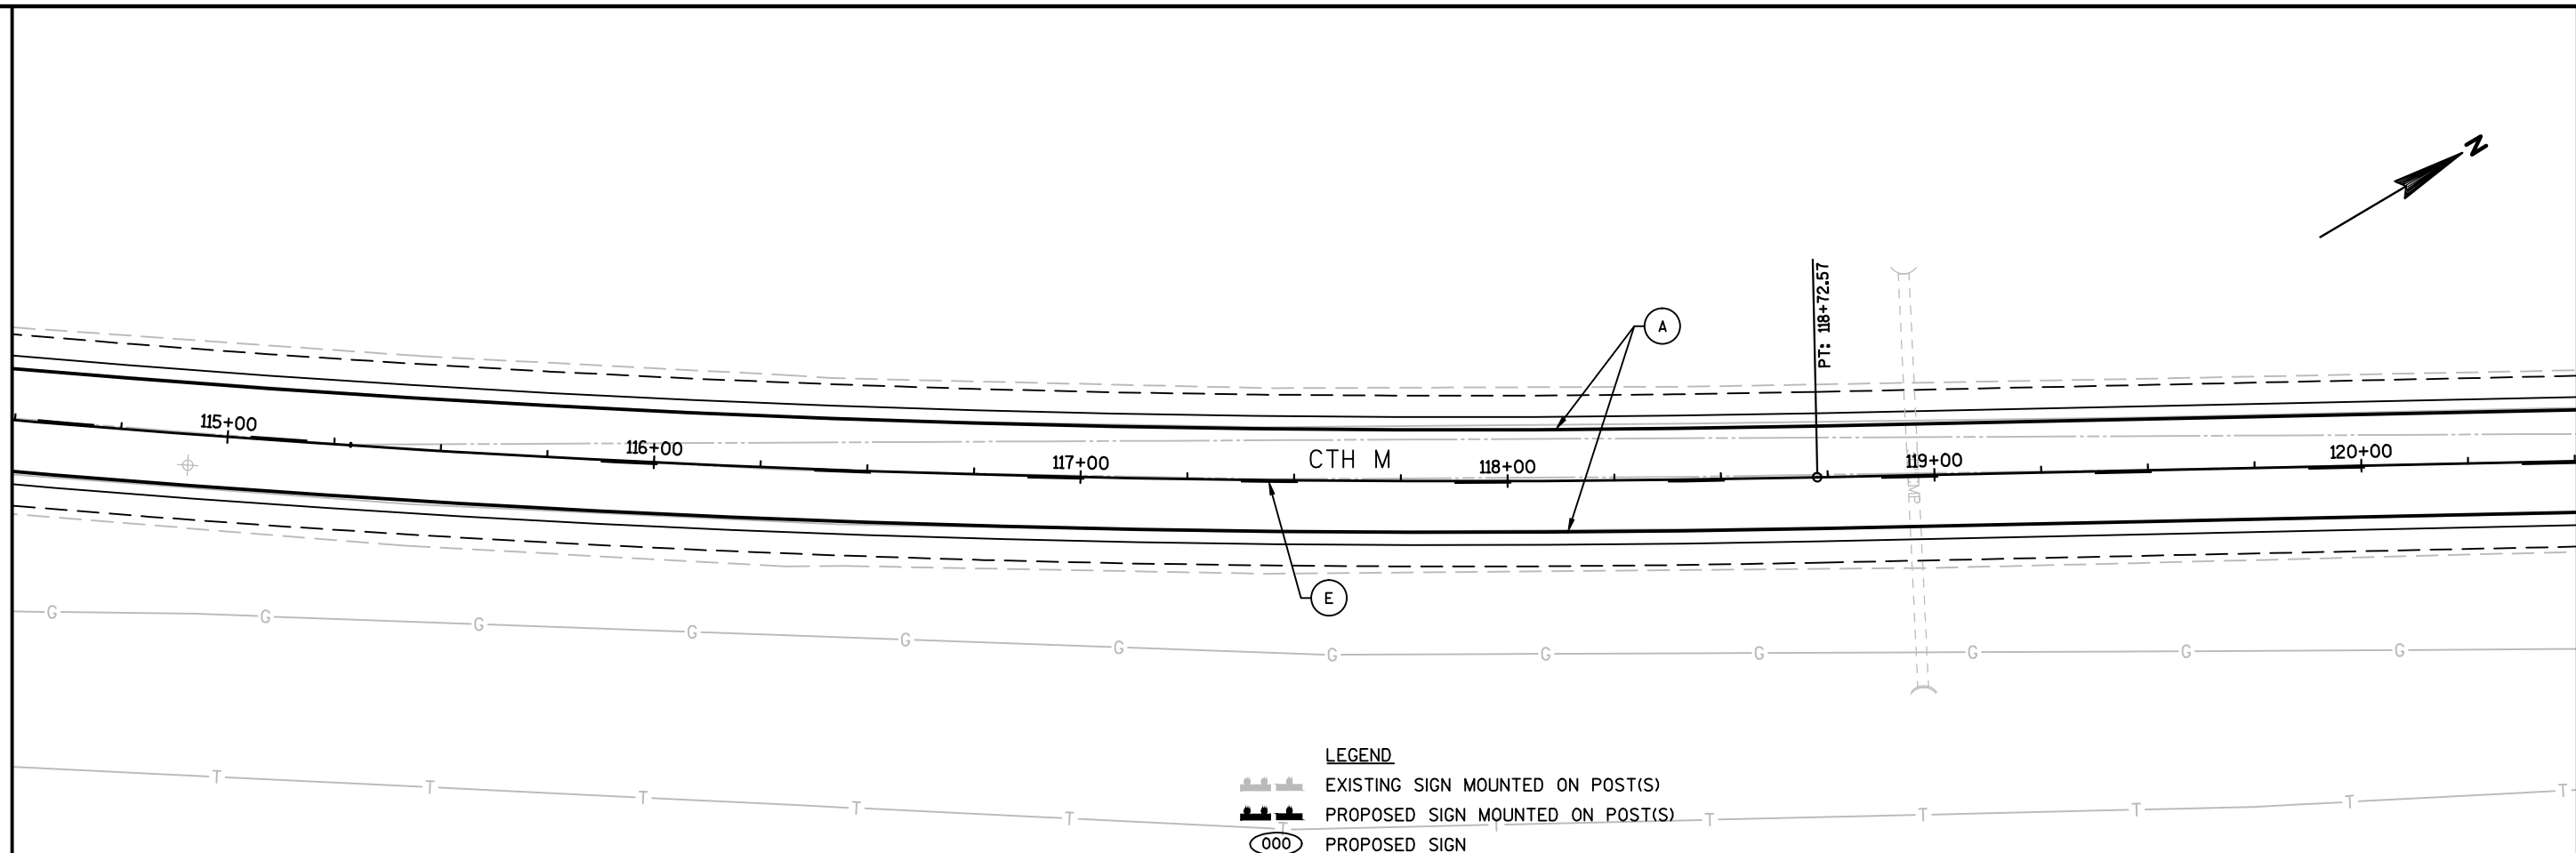 N
PT: 118+72.57
A
115+00
116+00
117+00
CTH M
118+00
119+00
120+00
CMP
E
G G G G G G G G G G G G
T T T T T T T T T T T T
LEGEND
EXISTING SIGN MOUNTED ON POST(S)
PROPOSED SIGN MOUNTED ON POST(S)
000 PROPOSED SIGN